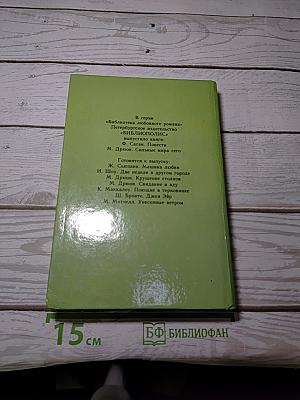 В серии
«Библиотека любовного романа»
Петербургское издательство
«БИБЛИОПОЛИС»
выпустило книги:
Ф. Саган. Повести
М. Дрюон. Сильные мира сего
Готовятся к выпуску:
Ж. Сьюзанн. Машина любви
И. Шоу. Две недели в другом городе
М. Дрюон. Крушение столпов
М. Дрюон. Свидание в аду
К. Маккалоу. Поющие в терновнике
Ш. Бронте. Джен Эйр
М. Митчелл. Унесенные ветром
15 см
БФ БИБЛИОФАН